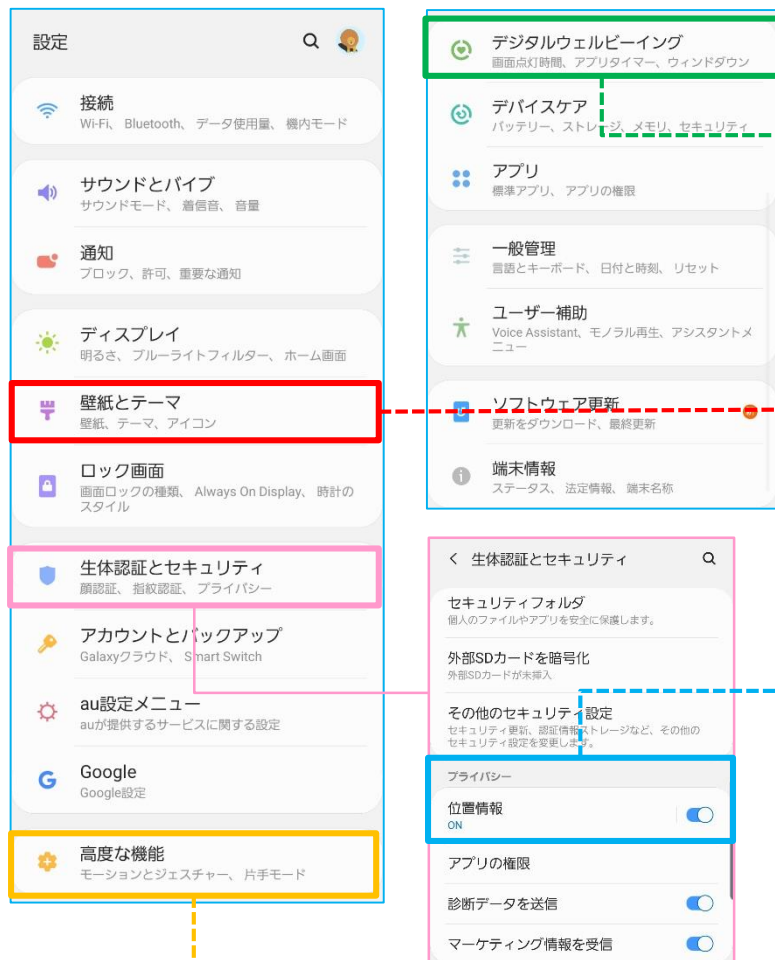 設定
接続
Wi-Fi、 Bluetooth、 データ使用量、 機内モード
サウンドとバイブ
サウンドモード、 着信音、 音量
通知
ブロック、許可、重要な通知
ディスプレイ
明るさ、 ブルーライトフィルター、 ホーム画面
壁紙とテーマ
壁紙、テーマ、アイコン
ロック画面
画面ロックの種類、 Always On Display、 時計の
スタイル
生体認証とセキュリティ
顔認証、 指紋認証、 プライバシー
アカウントとバックアップ
Galaxyクラウド、 Smart Switch
au設定メニュー
auが提供するサービスに関する設定
Google
Google設定
高度な機能
モーションとジェスチャー、 片手モード
デジタルウェルビーイング
画面点灯時間、アプリタイマー、ウィンドダウン
デバイスケア
バッテリー、ストレージ、メモリ、セキュリティ
アプリ
標準アプリ、 アプリの権限
一般管理
言語とキーボード、 日付と時刻、 リセット
ユーザー補助
Voice Assistant、モノラル再生、アシスタントメ
ニュー
ソフトウェア更新
更新をダウンロード、最終更新
端末情報
ステータス、 法定情報、 端末名称
生体認証とセキュリティ
セキュリティフォルダ
個人のファイルやアプリを安全に保護します。
外部SDカードを暗号化
外部SDカードが未挿入
その他のセキュリティ設定
セキュリティ更新、認証情報ストレージなど、その他の
セキュリティ設定を変更します。
プライバシー
位置情報
ON
アプリの権限
診断データを送信
マーケティング情報を受信